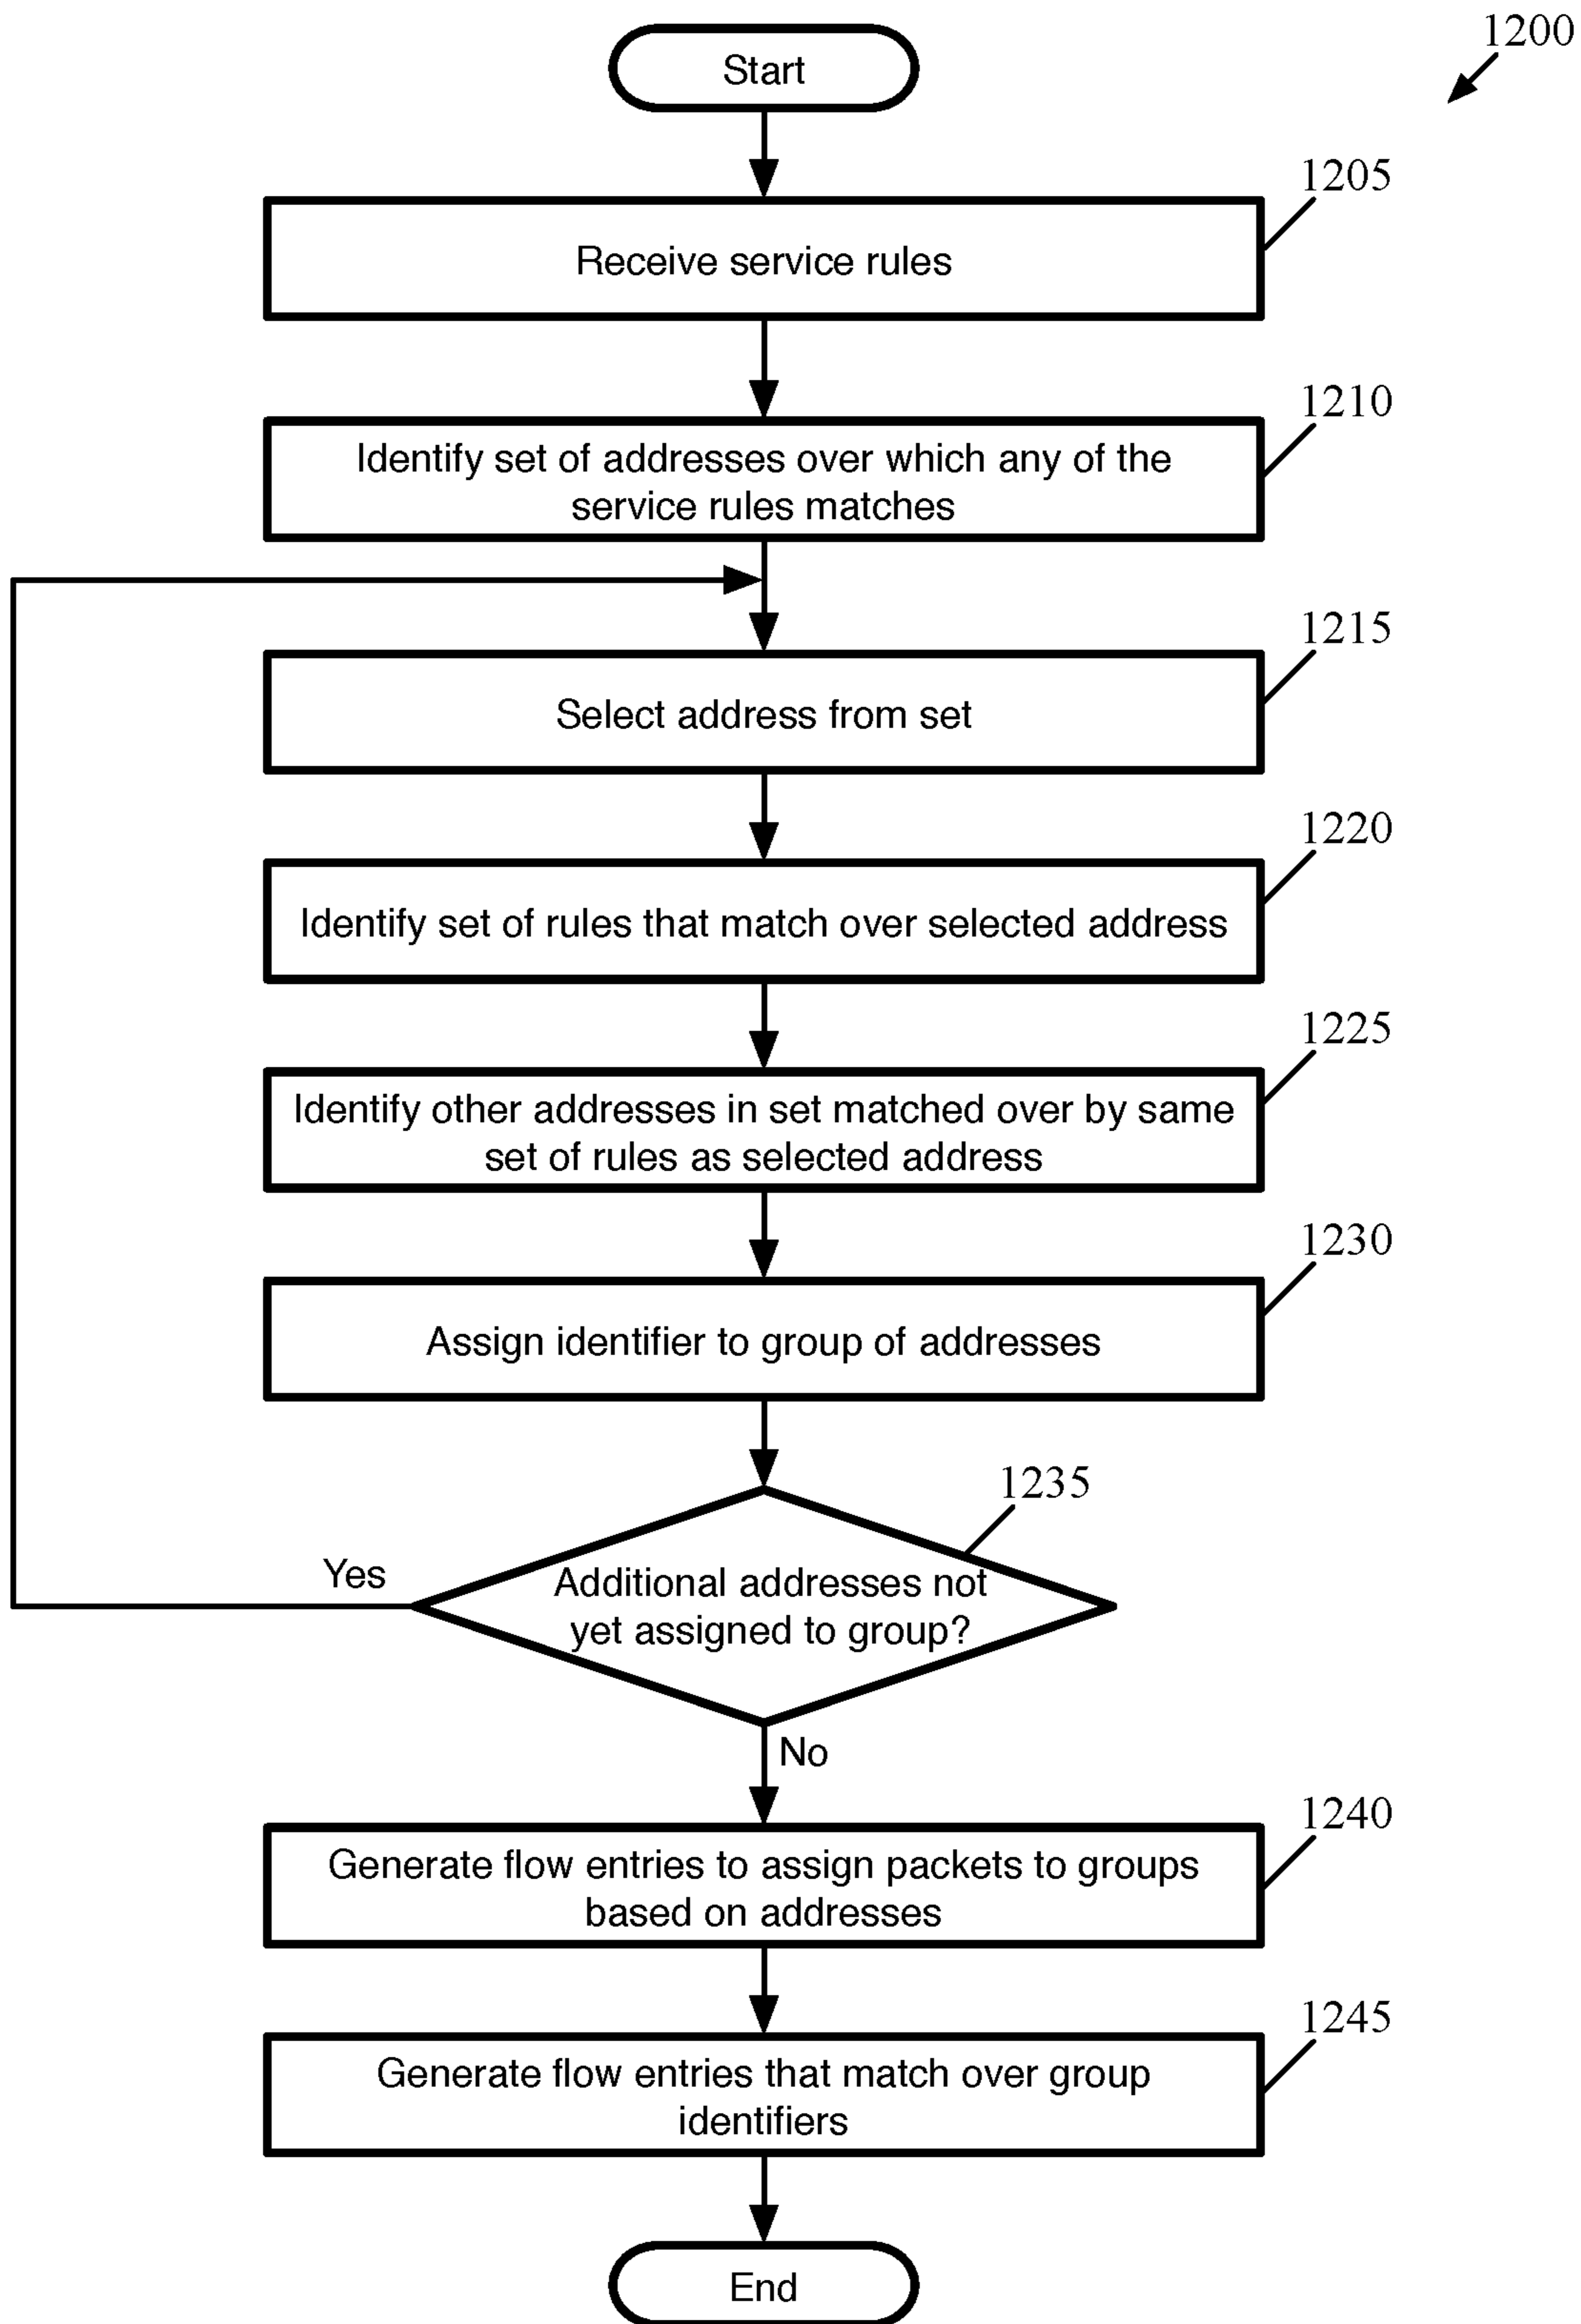 1200
Start
1205
Receive service rules
1210
Identify set of addresses over which any of the
service rules matches
1215
Select address from set
1220
Identify set of rules that match over selected address
1225
Identify other addresses in set matched over by same
set of rules as selected address
1230
Assign identifier to group of addresses
1235
Yes
Additional addresses not
yet assigned to group?
No
1240
Generate flow entries to assign packets to groups
based on addresses
1245
Generate flow entries that match over group
identifiers
End